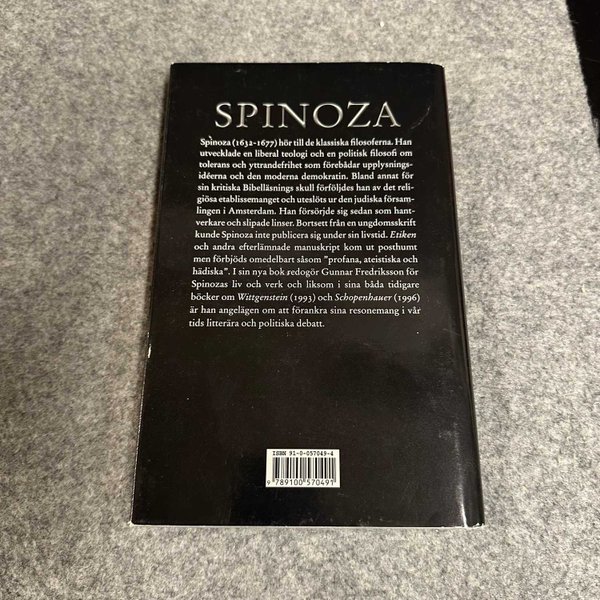 SPINOZA
Spinoza (1632-1677) hör till de klassiska filosoferna. Han
utvecklade en liberal teologi och en politisk filosofi om
tolerans och yttrandefrihet som förebådar upplysnings-
idéerna och den moderna demokratin. Bland annat för
sin kritiska Bibelläsnings skull förföljdes han av det reli-
giösa etablissemanget och uteslöts ur den judiska försam-
lingen i Amsterdam. Han försörjde sig sedan som hant-
verkare och slipade linser. Bortsett från en ungdomsskrift
kunde Spinoza inte publicera sig under sin livstid. Etiken
och andra efterlämnade manuskript kom ut posthumt
men förbjöds omedelbart såsom "profana, ateistiska och
hädiska". I sin nya bok redogör Gunnar Fredriksson för
Spinozas liv och verk och liksom i sina båda tidigare
böcker om Wittgenstein (1993) och Schopenhauer (1996)
är han angelägen om att förankra sina resonemang i vår
tids litterära och politiska debatt.
ISBN 91-0-057049-4
9 789100 570491